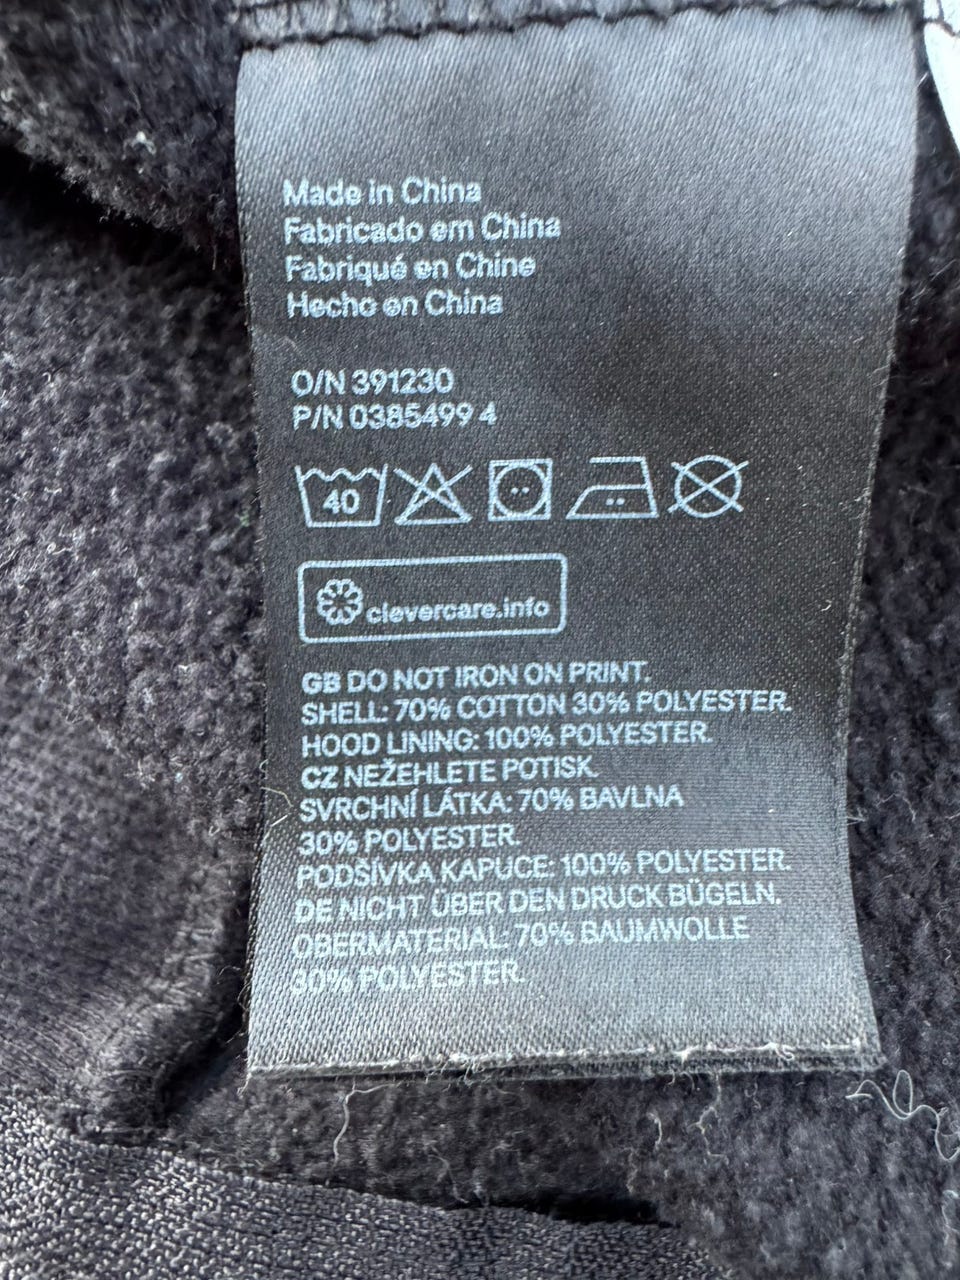 Made in China
Fabricado em China
Fabriqué en Chine
Hecho en China
O/N 391230
P/N 0385499 4
40
clevercare.info
GB DO NOT IRON ON PRINT.
SHELL: 70% COTTON 30% POLYESTER.
HOOD LINING: 100% POLYESTER.
CZ NEŽEHLETE POTISK.
SVRCHNÍ LÁTKA: 70% BAVLNA
30% POLYESTER.
PODŠÍVKA KAPUCE: 100% POLYESTER.
DE NICHT ÜBER DEN DRUCK BÜGELN.
OBERMATERIAL: 70% BAUMWOLLE
30% POLYESTER.